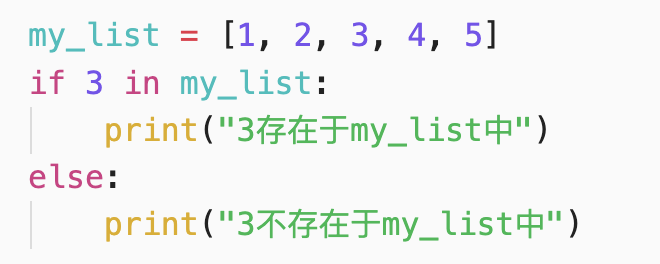 my_list = [1, 2, 3, 4, 5]
if 3 in my_list:
    print("3存在于my_list中")
else:
    print("3不存在于my_list中")